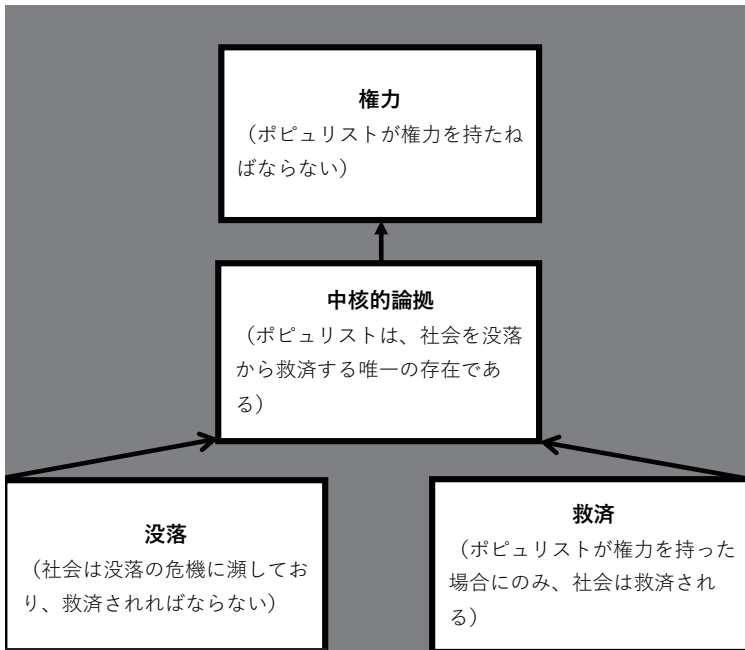 権力
（ポピュリストが権力を持たね
ばならない）
中核的論拠
（ポピュリストは、社会を没落
から救済する唯一の存在であ
る）
没落
（社会は没落の危機に瀕してお
り、救済されればならない）
救済
（ポピュリストが権力を持った
場合にのみ、社会は救済され
る）